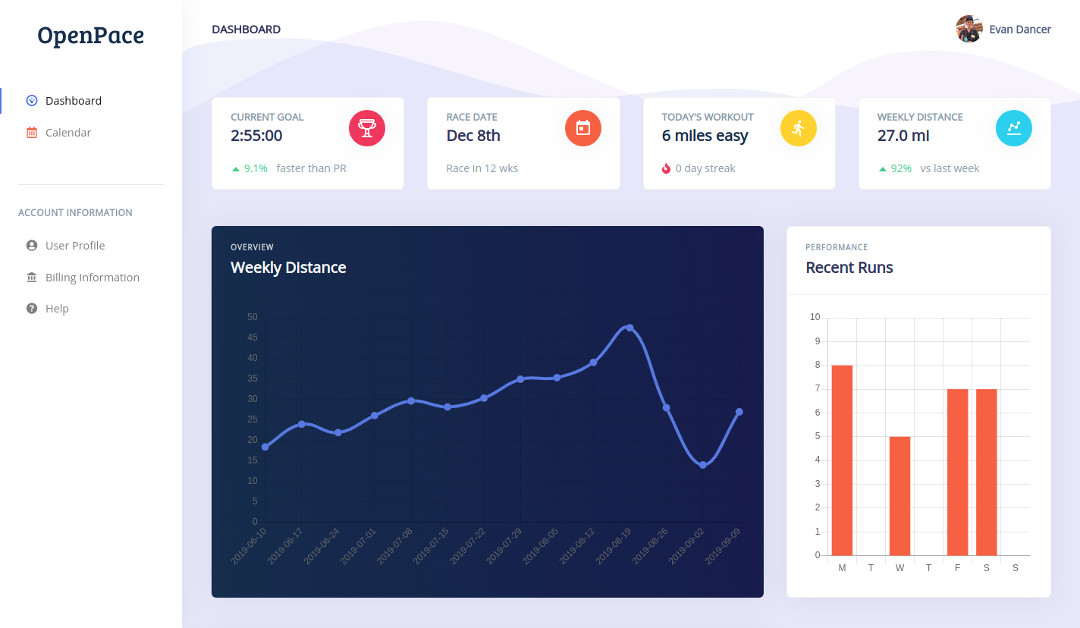 OpenPace
Dashboard
Calendar
ACCOUNT INFORMATION
User Profile
Billing Information
Help
DASHBOARD
Evan Dancer
CURRENT GOAL
2:55:00
9.1% faster than PR
RACE DATE
Dec 8th
Race in 12 wks
TODAY'S WORKOUT
6 miles easy
0 day streak
WEEKLY DISTANCE
27.0 mi
92% vs last week
OVERVIEW
Weekly Distance
50
45
40
35
30
25
20
15
10
5
0
2019-06-10 2019-06-17 2019-06-24 2019-07-01 2019-07-08 2019-07-15 2019-07-22 2019-07-29 2019-08-05 2019-08-12 2019-08-19 2019-08-26 2019-09-02 2019-09-09
PERFORMANCE
Recent Runs
10
9
8
7
6
5
4
3
2
1
0
M T W T F S S